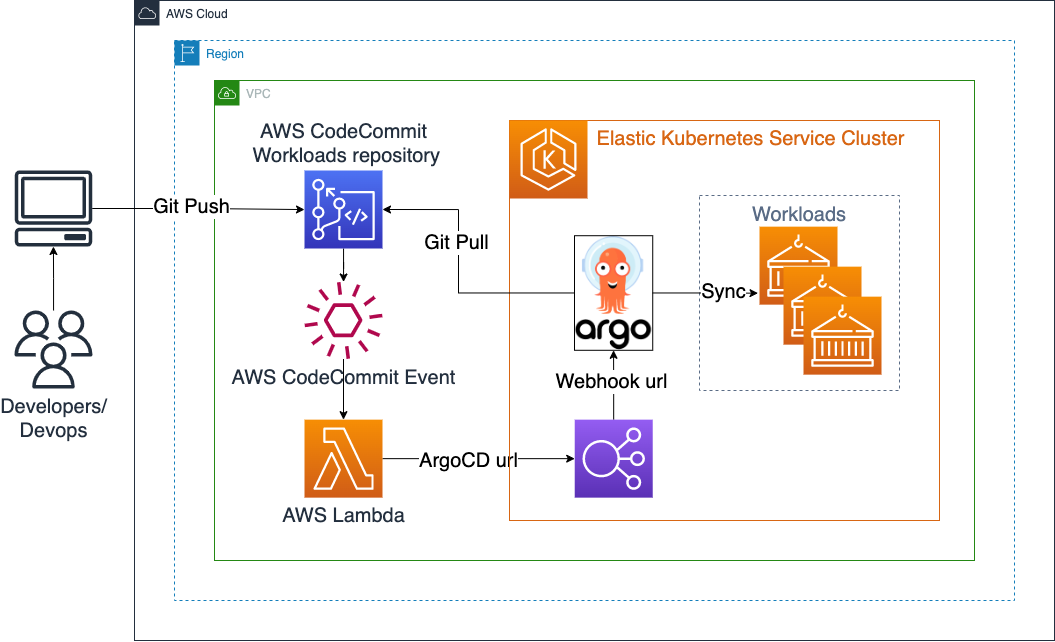 AWS Cloud
Region
VPC
AWS CodeCommit
Workloads repository
Elastic Kubernetes Service Cluster
K
Git Push
</>
Git Pull
Workloads
argo
Sync
AWS CodeCommit Event
Webhook url
Developers/
Devops
ArgoCD url
AWS Lambda